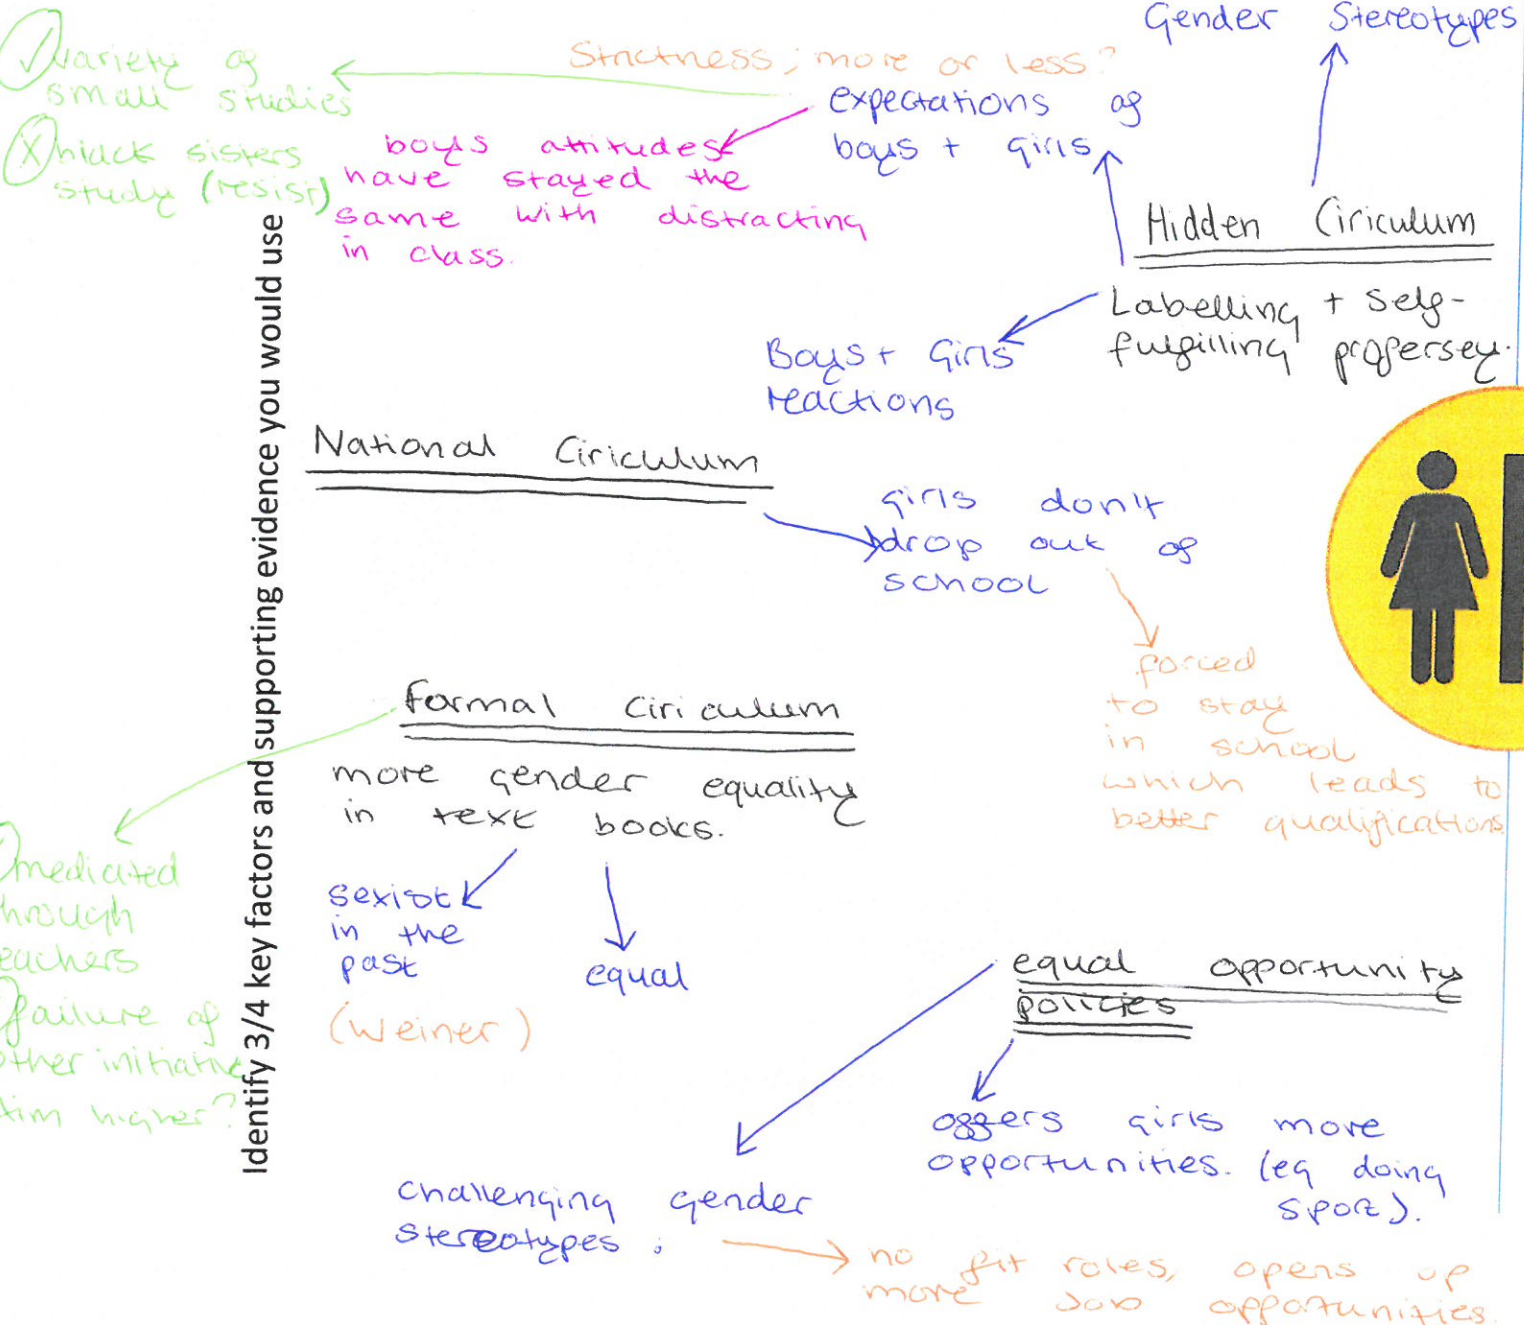 Gender Stereotypes
Strictness; more or less?
expectations of
boys + girls
variety of
small studies
black sisters
study (resist)
boys attitudes
have stayed the
same with distracting
in class.
Hidden Ciriculum
Labelling + Self-
fulfilling profersey.
Boys + Girls
reactions
Identify 3/4 key factors and supporting evidence you would use
National Ciriculum
girls don't
drop out of
school
forced
to stay
in school
which leads to
better qualifications
Formal Ciriculum
more gender equality
in text books.
sexist
in the
past
equal
(Weiner)
mediated
through
teachers
failure of
other initiative
Aim higher?
equal opportunity
policies
offers girls more
opportunities. (eg doing
sport).
Challenging gender
stereotypes;
no fit roles, opens up
more Job opportunities.